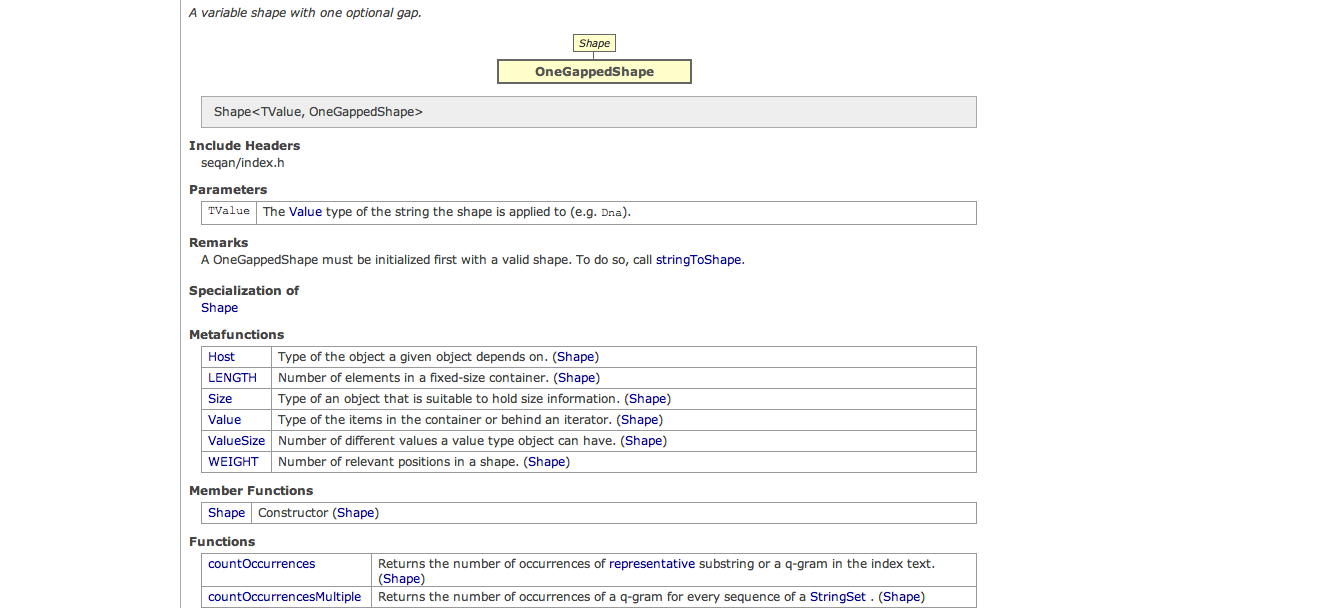 A variable shape with one optional gap.
Shape
OneGappedShape
Shape<TValue, OneGappedShape>
Include Headers
seqan/index.h
Parameters
TValue The Value type of the string the shape is applied to (e.g. Dna).
Remarks
A OneGappedShape must be initialized first with a valid shape. To do so, call stringToShape.
Specialization of
Shape
Metafunctions
Host Type of the object a given object depends on. (Shape)
LENGTH Number of elements in a fixed-size container. (Shape)
Size Type of an object that is suitable to hold size information. (Shape)
Value Type of the items in the container or behind an iterator. (Shape)
ValueSize Number of different values a value type object can have. (Shape)
WEIGHT Number of relevant positions in a shape. (Shape)
Member Functions
Shape Constructor (Shape)
Functions
countOccurrences Returns the number of occurrences of representative substring or a q-gram in the index text.
(Shape)
countOccurrencesMultiple Returns the number of occurrences of a q-gram for every sequence of a StringSet . (Shape)